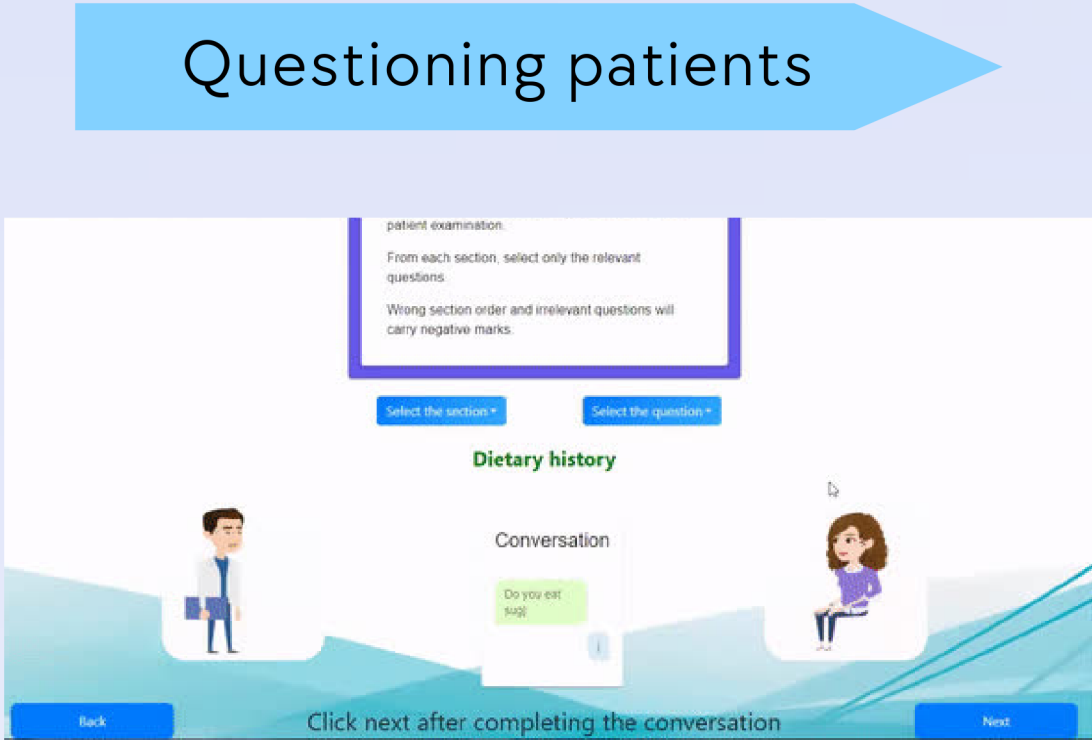 Questioning patients
patient examination.
From each section, select only the relevant
questions.
Wrong section order and irrelevant questions will
carry negative marks.
Select the section
Select the question
Dietary history
Conversation
Do you eat
sug|
Back
Click next after completing the conversation
Next